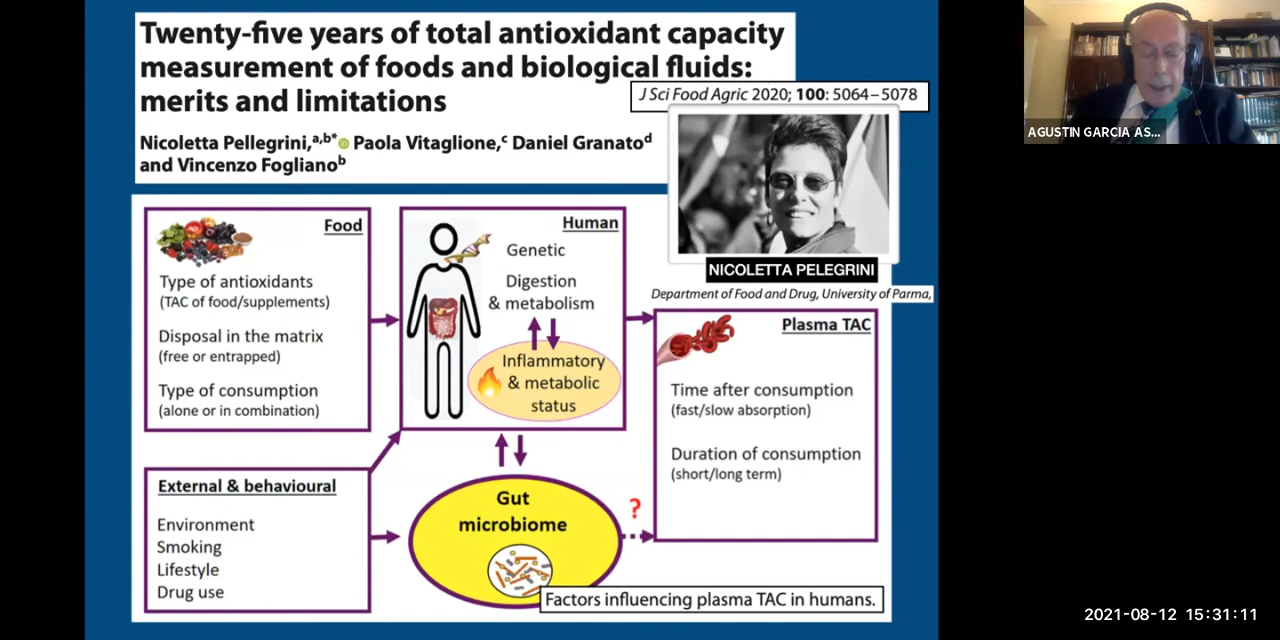 Twenty-five years of total antioxidant capacity
measurement of foods and biological fluids:
merits and limitations
J Sci Food Agric 2020; 100: 5064–5078
Nicoletta Pellegrini,a,b* Paola Vitaglione,c Daniel Granatod
and Vincenzo Foglianob
NICOLETTA PELEGRINI
Department of Food and Drug, University of Parma,
Food
Type of antioxidants
(TAC of food/supplements)
Disposal in the matrix
(free or entrapped)
Type of consumption
(alone or in combination)
Human
Genetic
Digestion
& metabolism
Inflammatory
& metabolic
status
Plasma TAC
Time after consumption
(fast/slow absorption)
Duration of consumption
(short/long term)
External & behavioural
Environment
Smoking
Lifestyle
Drug use
Gut
microbiome
?
Factors influencing plasma TAC in humans.
AGUSTIN GARCIA AS...
2021-08-12 15:31:11